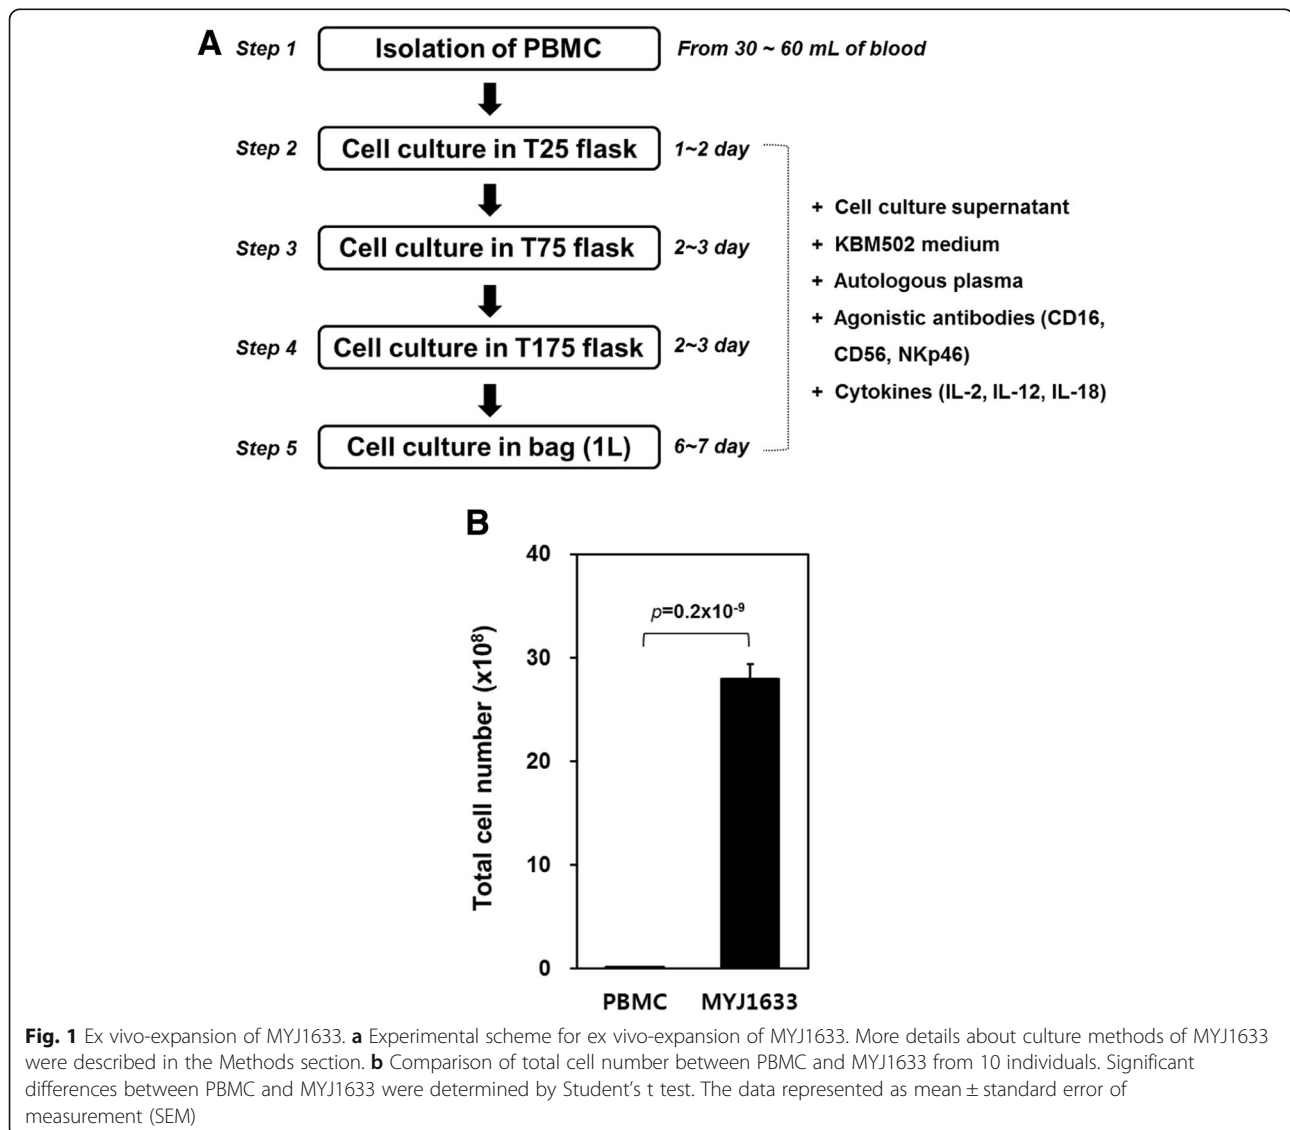 A
Step 1
Isolation of PBMC
From 30 ~ 60 mL of blood
Step 2
Cell culture in T25 flask
1~2 day
Step 3
Cell culture in T75 flask
2~3 day
Step 4
Cell culture in T175 flask
2~3 day
Step 5
Cell culture in bag (1L)
6~7 day
+ Cell culture supernatant
+ KBM502 medium
+ Autologous plasma
+ Agonistic antibodies (CD16,
CD56, NKp46)
+ Cytokines (IL-2, IL-12, IL-18)
B
Total cell number (x10⁸)
40
30
20
10
0
p=0.2x10⁻⁹
PBMC
MYJ1633
Fig. 1 Ex vivo-expansion of MYJ1633. a Experimental scheme for ex vivo-expansion of MYJ1633. More details about culture methods of MYJ1633
were described in the Methods section. b Comparison of total cell number between PBMC and MYJ1633 from 10 individuals. Significant
differences between PBMC and MYJ1633 were determined by Student's t test. The data represented as mean ± standard error of
measurement (SEM)